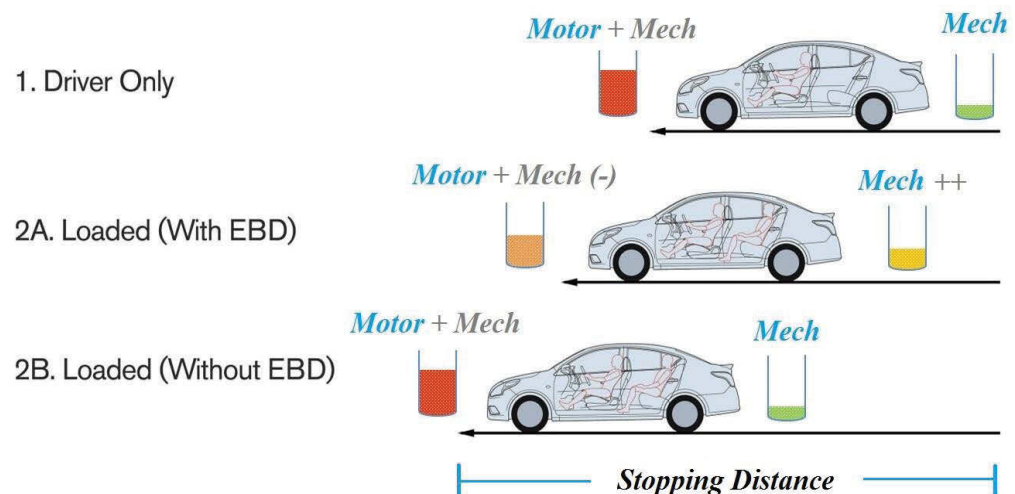 Motor + Mech
Mech
1. Driver Only
Motor + Mech (-)
Mech ++
2A. Loaded (With EBD)
Motor + Mech
Mech
2B. Loaded (Without EBD)
Stopping Distance